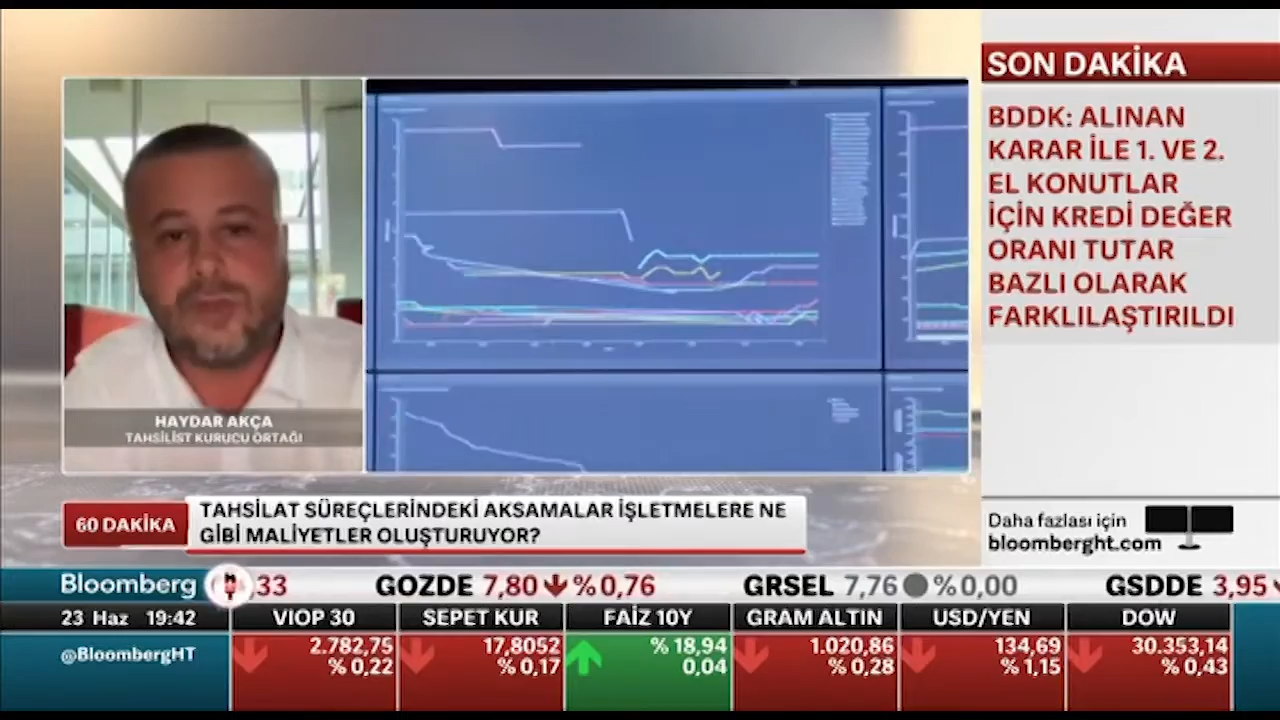 SON DAKİKA
BDDK: ALINAN
KARAR İLE 1. VE 2.
EL KONUTLAR
İÇİN KREDİ DEĞER
ORANI TUTAR
BAZLI OLARAK
FARKLILAŞTIRILDI
HAYDAR AKÇA
TAHSİLİST KURUCU ORTAĞI
60 DAKİKA
TAHSİLAT SÜREÇLERİNDEKİ AKSAMALAR İŞLETMELERE NE
GİBİ MALİYETLER OLUŞTURUYOR?
Daha fazlası için
bloomberght.com
Bloomberg 33 GOZDE 7,80 %0,76 GRSEL 7,76 %0,00 GSDDE 3,95
23 Haz 19:42 VIOP 30 SEPET KUR FAİZ 10Y GRAM ALTIN USD/YEN DOW
@BloombergHT 2.782,75 17,8052 % 18,94 1.020,86 134,69 30.353,14
% 0,22 % 0,17 0,04 % 0,28 % 1,15 % 0,43